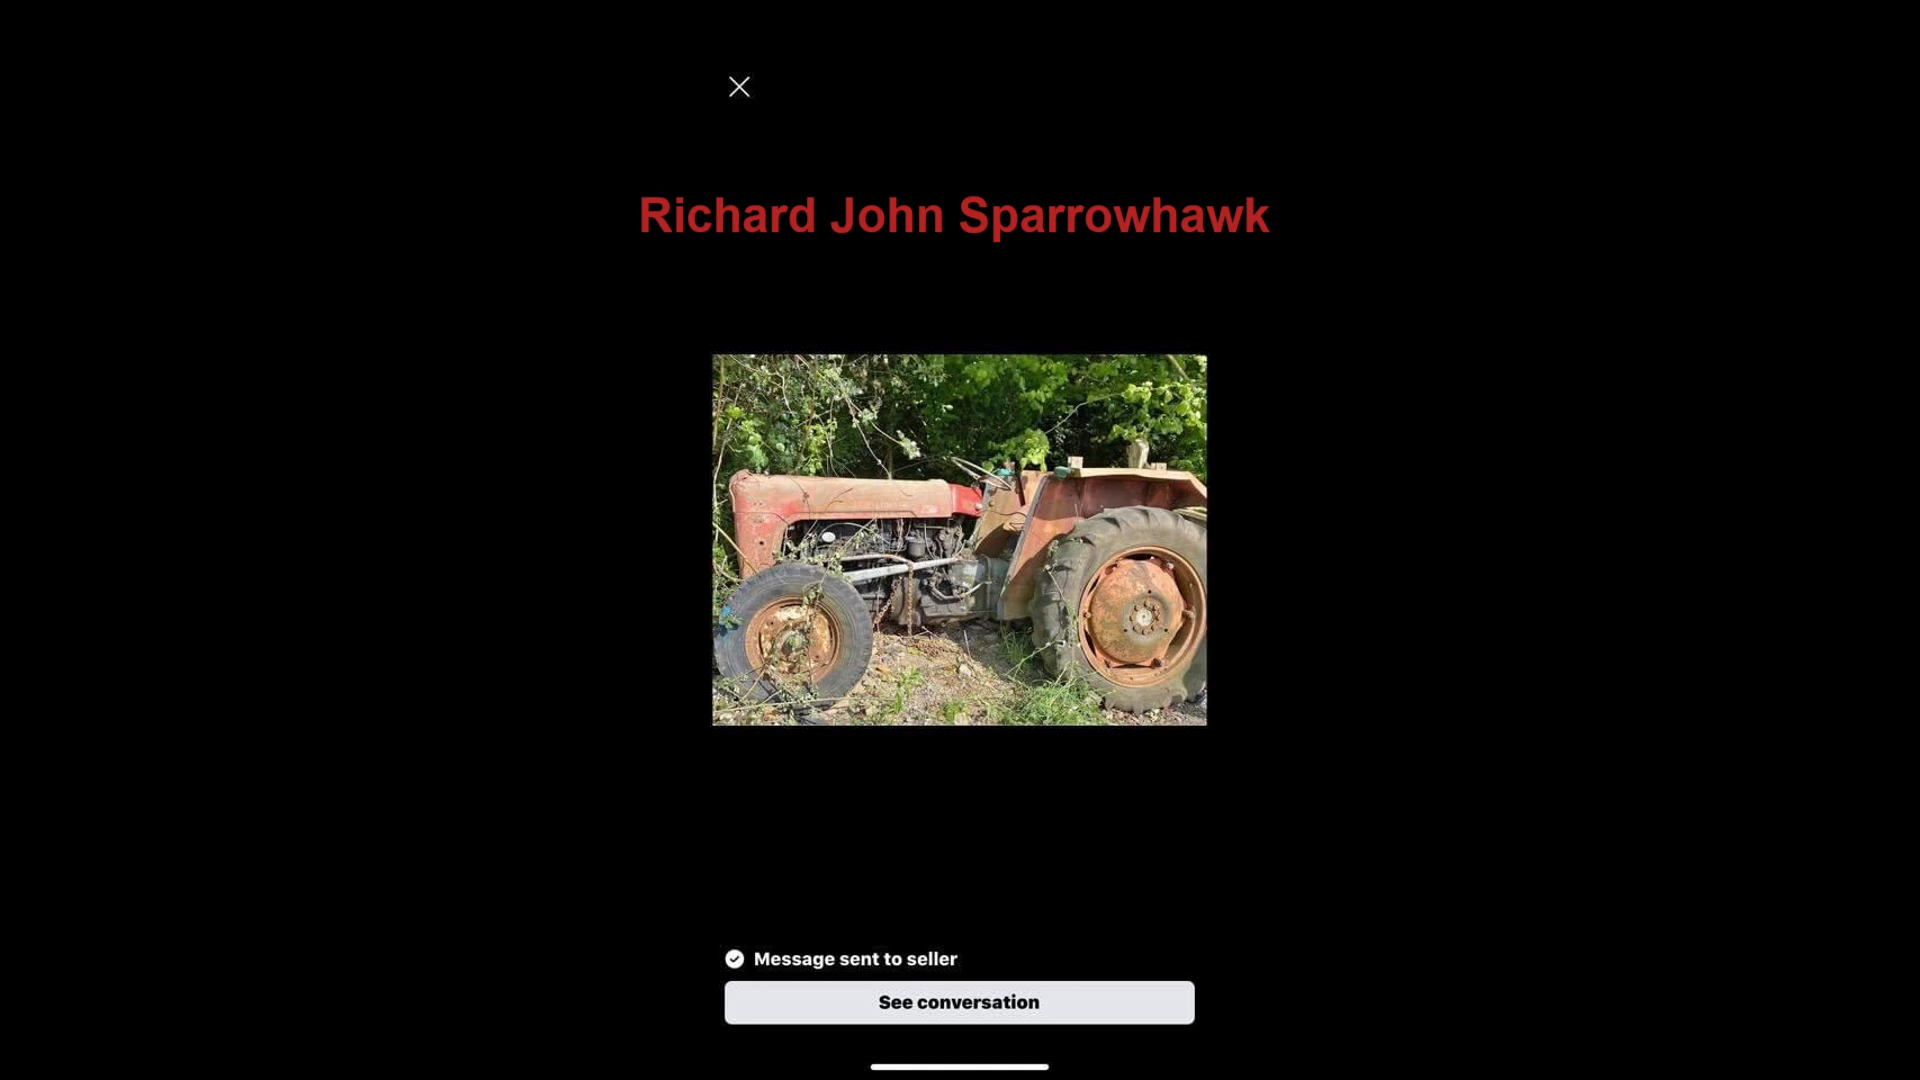 Richard John Sparrowhawk
Message sent to seller
See conversation